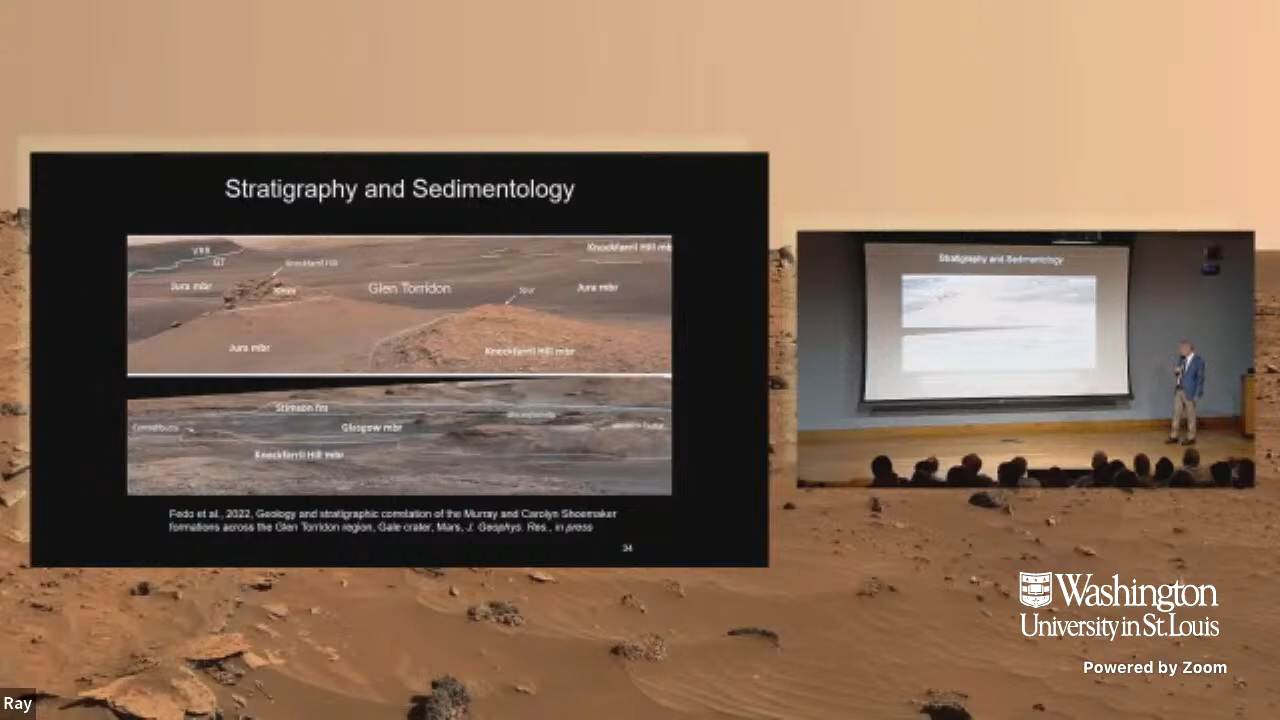 Stratigraphy and Sedimentology
VRR
GT
Knockfarril Hill
Knockfarril Hill mb
Jura mbr
Glen Torridon
Jura mbr
Jura mbr
Knockfarril Hill mbr
Stimson fm
Glasgow mbr
Knockfarril Hill mbr
Fedo et al., 2022, Geology and stratigraphic correlation of the Murray and Carolyn Shoemaker
formations across the Glen Torridon region, Gale crater, Mars, J. Geophys. Res., in press
34
Stratigraphy and Sedimentology
Washington
University in St. Louis
Powered by Zoom
Ray